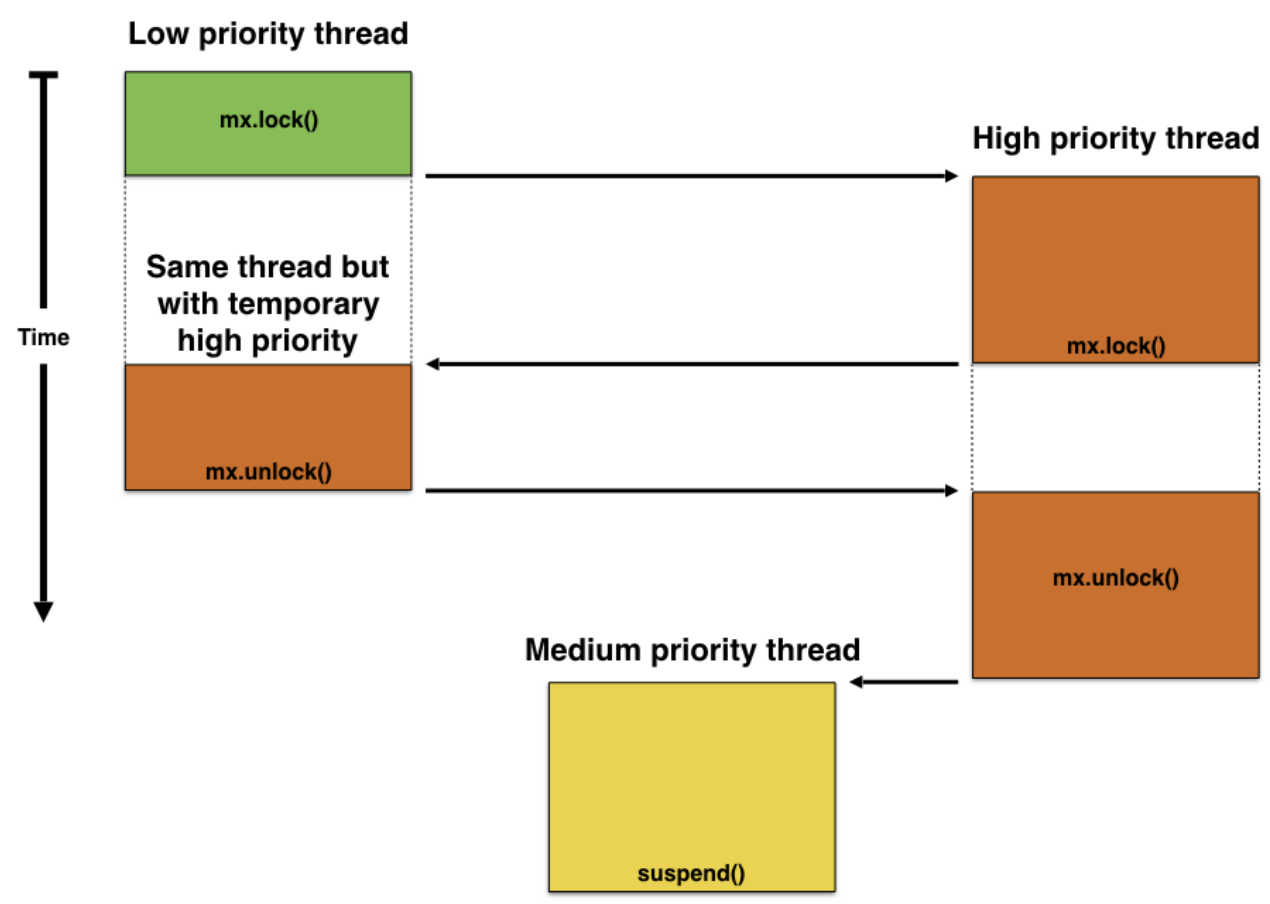 Low priority thread
mx.lock()
High priority thread
Same thread but
with temporary
high priority
Time
mx.lock()
mx.unlock()
mx.unlock()
Medium priority thread
suspend()